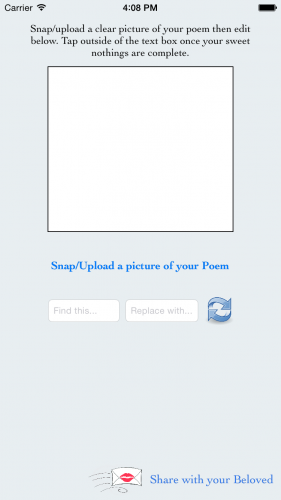 Carrier 4:08 PM
Snap/upload a clear picture of your poem then edit
below. Tap outside of the text box once your sweet
nothings are complete.
Snap/Upload a picture of your Poem
Find this... Replace with...
Share with your Beloved